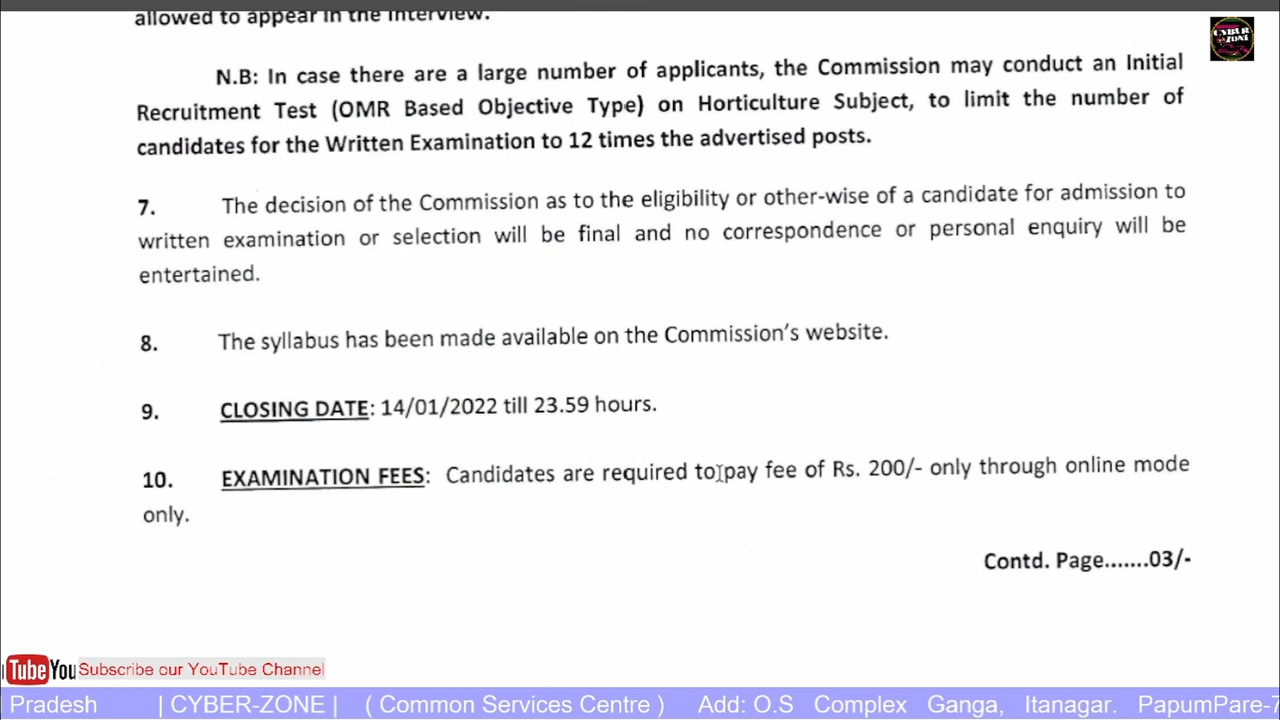 allowed to appear in the interview.
CYBER
ZONE
N.B: In case there are a large number of applicants, the Commission may conduct an Initial
Recruitment Test (OMR Based Objective Type) on Horticulture Subject, to limit the number of
candidates for the Written Examination to 12 times the advertised posts.
7. The decision of the Commission as to the eligibility or other-wise of a candidate for admission to
written examination or selection will be final and no correspondence or personal enquiry will be
entertained.
8. The syllabus has been made available on the Commission's website.
9. CLOSING DATE: 14/01/2022 till 23.59 hours.
10. EXAMINATION FEES: Candidates are required to pay fee of Rs. 200/- only through online mode
only.
Contd. Page.......03/-
Tube You Subscribe our YouTube Channel
Pradesh | CYBER-ZONE | ( Common Services Centre ) Add: O.S Complex Ganga, Itanagar. PapumPare-7